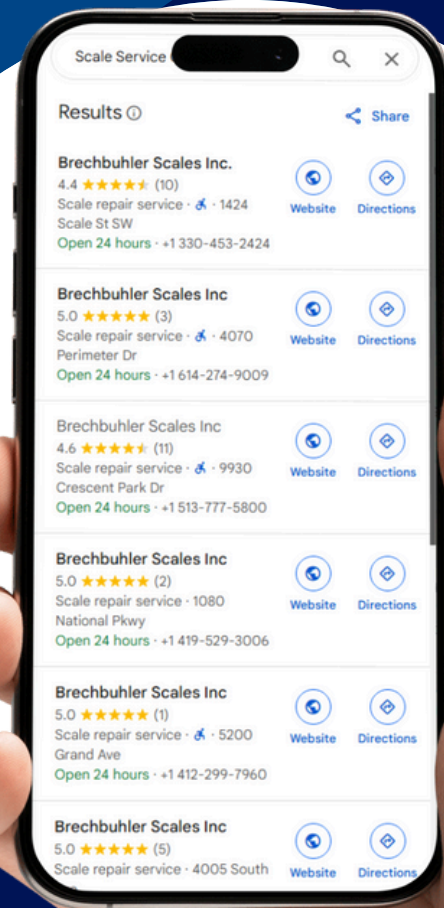 Scale Service
Results
Share
Brechbuhler Scales Inc.
4.4 ★★★★★ (10)
Scale repair service · 1424
Scale St SW
Open 24 hours · +1 330-453-2424
Website
Directions
Brechbuhler Scales Inc
5.0 ★★★★★ (3)
Scale repair service · 4070
Perimeter Dr
Open 24 hours · +1 614-274-9009
Website
Directions
Brechbuhler Scales Inc
4.6 ★★★★★ (11)
Scale repair service · 9930
Crescent Park Dr
Open 24 hours · +1 513-777-5800
Website
Directions
Brechbuhler Scales Inc
5.0 ★★★★★ (2)
Scale repair service · 1080
National Pkwy
Open 24 hours · +1 419-529-3006
Website
Directions
Brechbuhler Scales Inc
5.0 ★★★★★ (1)
Scale repair service · 5200
Grand Ave
Open 24 hours · +1 412-299-7960
Website
Directions
Brechbuhler Scales Inc
5.0 ★★★★★ (5)
Scale repair service · 4005 South
Website
Directions